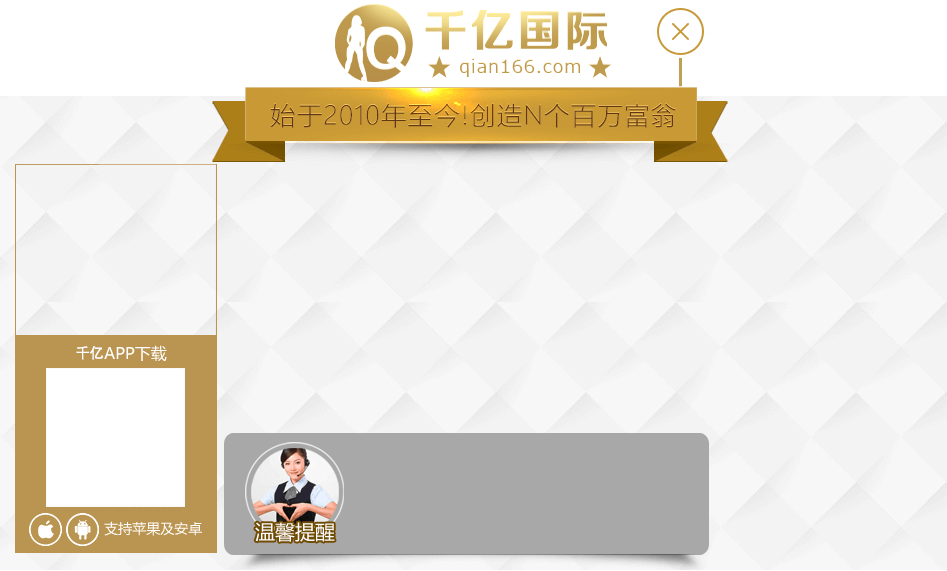 千亿国际
Q
qian166.com
始于2010年至今!创造N个百万富翁
千亿APP下载
支持苹果及安卓
温馨提醒